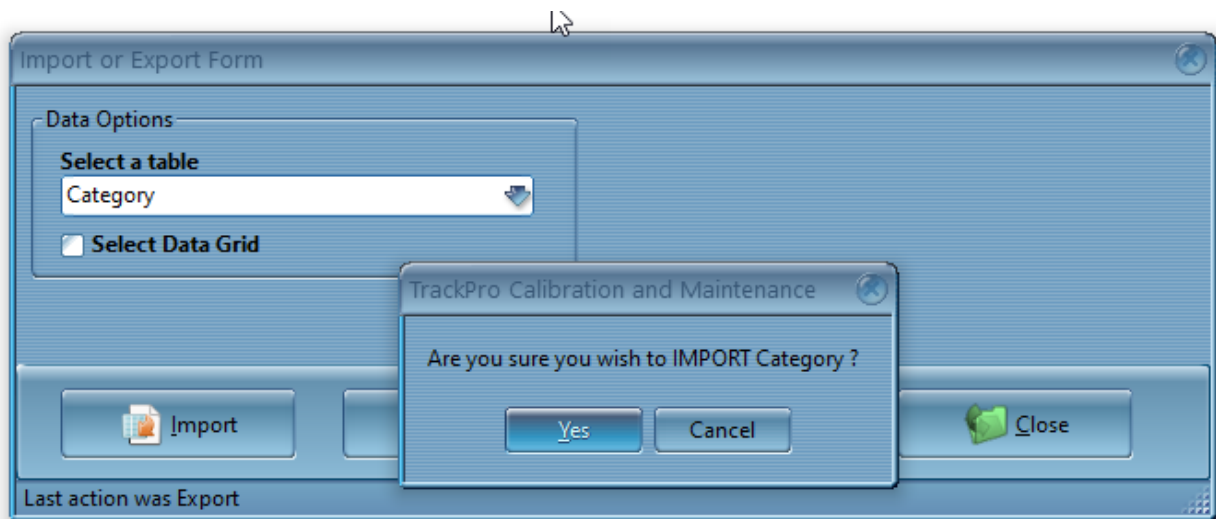 Import or Export Form
Data Options
Select a table
Category
Select Data Grid
TrackPro Calibration and Maintenance
Are you sure you wish to IMPORT Category ?
Yes
Cancel
Import
Close
Last action was Export